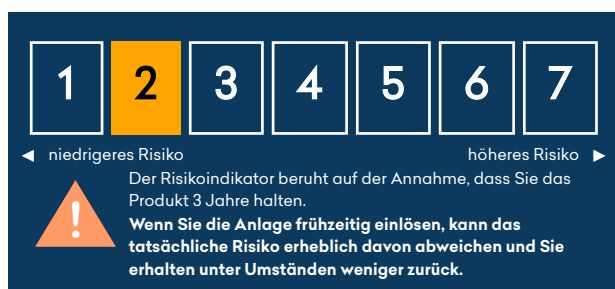 1 2 3 4 5 6 7
◄ niedrigeres Risiko höheres Risiko ►
Der Risikoindikator beruht auf der Annahme, dass Sie das
Produkt 3 Jahre halten.
Wenn Sie die Anlage frühzeitig einlösen, kann das
tatsächliche Risiko erheblich davon abweichen und Sie
erhalten unter Umständen weniger zurück.